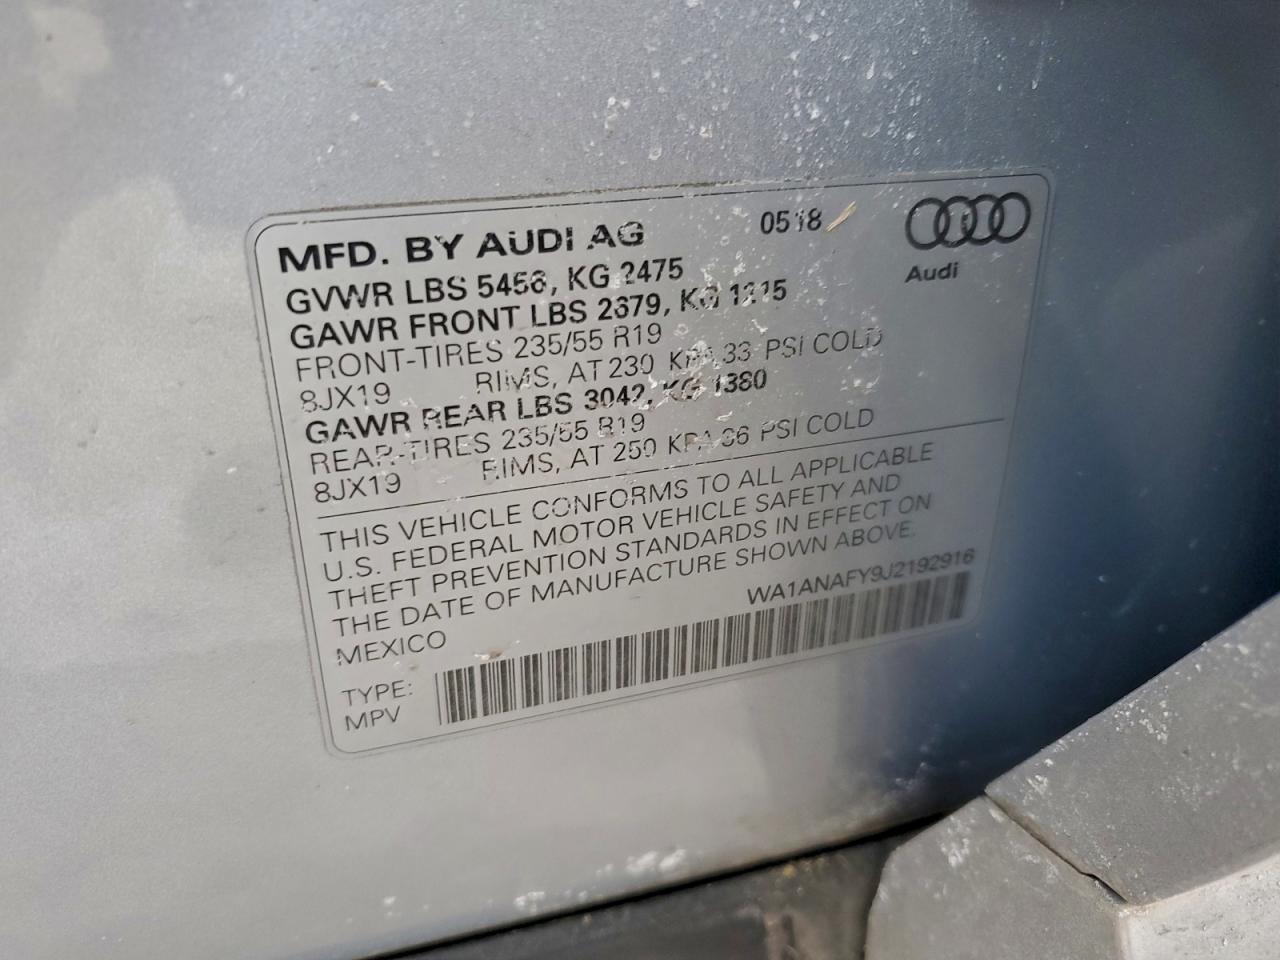 MFD. BY AUDI AG 0518
Audi
GVWR LBS 5456, KG 2475
GAWR FRONT LBS 2679, KG 1215
FRONT-TIRES 235/55 R19
8JX19 RIMS, AT 230 KPA 33 PSI COLD
GAWR REAR LBS 3042, KG 1380
REAR-TIRES 235/55 R19
8JX19 RIMS, AT 250 KPA 36 PSI COLD
THIS VEHICLE CONFORMS TO ALL APPLICABLE
U.S. FEDERAL MOTOR VEHICLE SAFETY AND
THEFT PREVENTION STANDARDS IN EFFECT ON
THE DATE OF MANUFACTURE SHOWN ABOVE.
MEXICO WA1ANAFY9J2192916
TYPE:
MPV